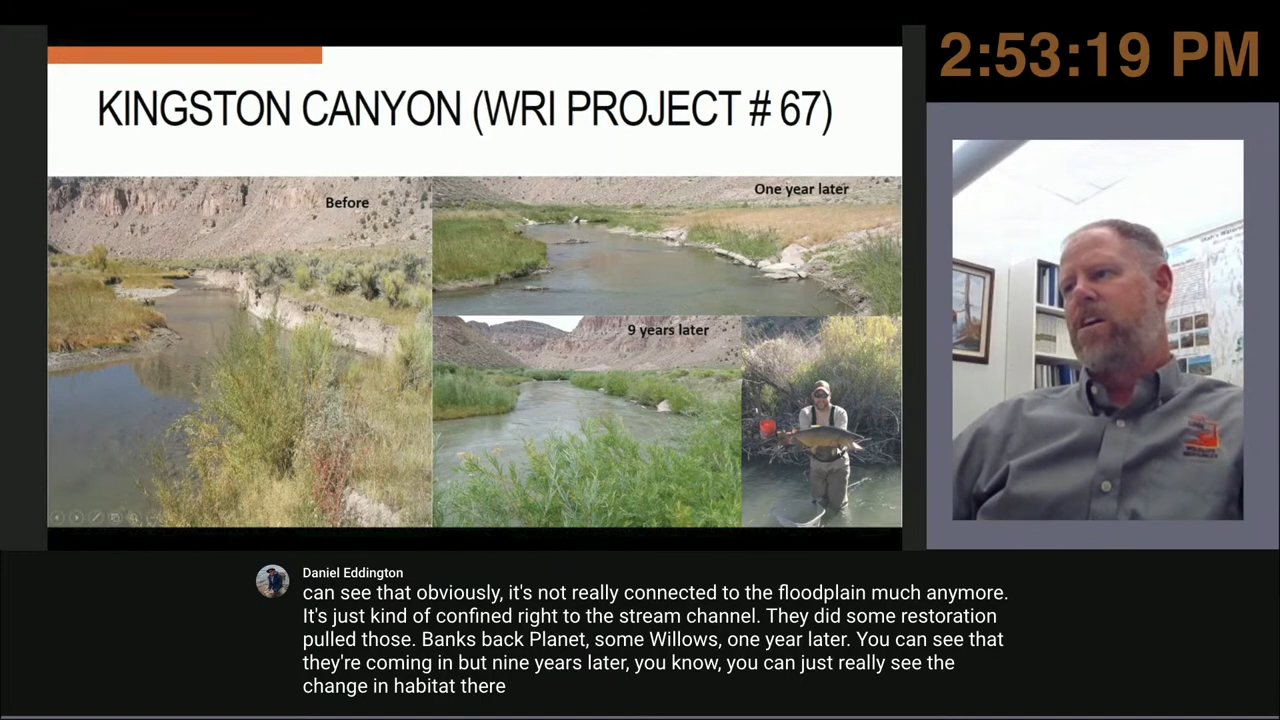 2:53:19 PM
KINGSTON CANYON (WRI PROJECT # 67)
Before
One year later
9 years later
Daniel Eddington
can see that obviously, it's not really connected to the floodplain much anymore.
It's just kind of confined right to the stream channel. They did some restoration
pulled those. Banks back Planet, some Willows, one year later. You can see that
they're coming in but nine years later, you know, you can just really see the
change in habitat there